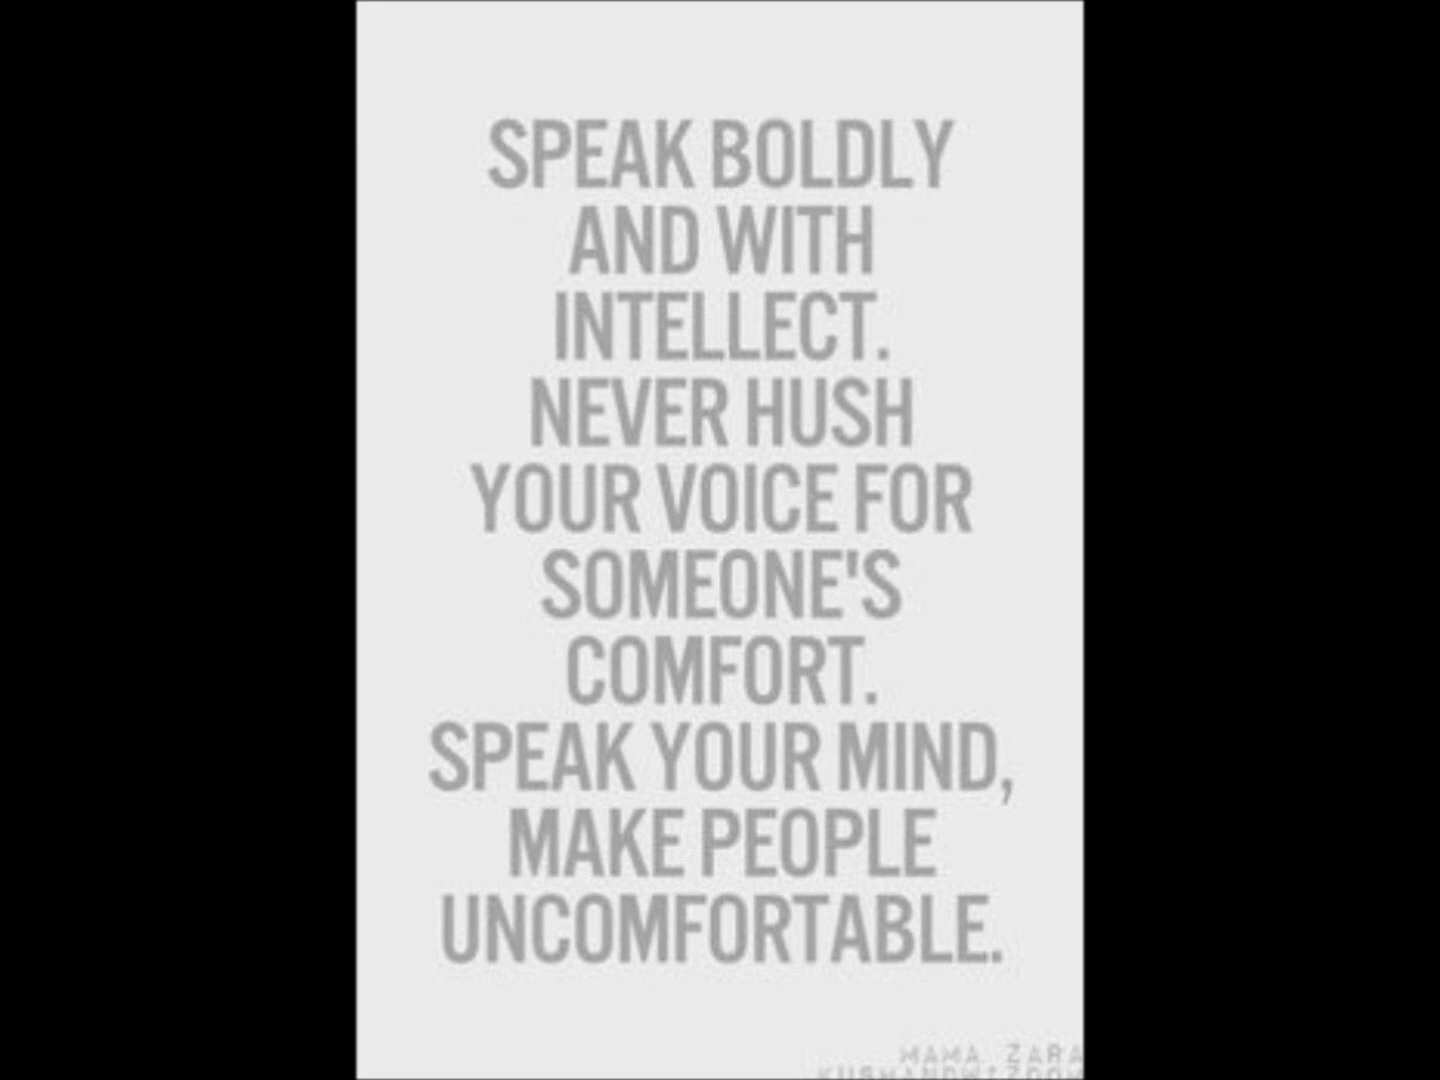 SPEAK BOLDLY
AND WITH
INTELLECT.
NEVER HUSH
YOUR VOICE FOR
SOMEONE'S
COMFORT.
SPEAK YOUR MIND,
MAKE PEOPLE
UNCOMFORTABLE.
MAMA ZARA
KUSHANDWIZDOM